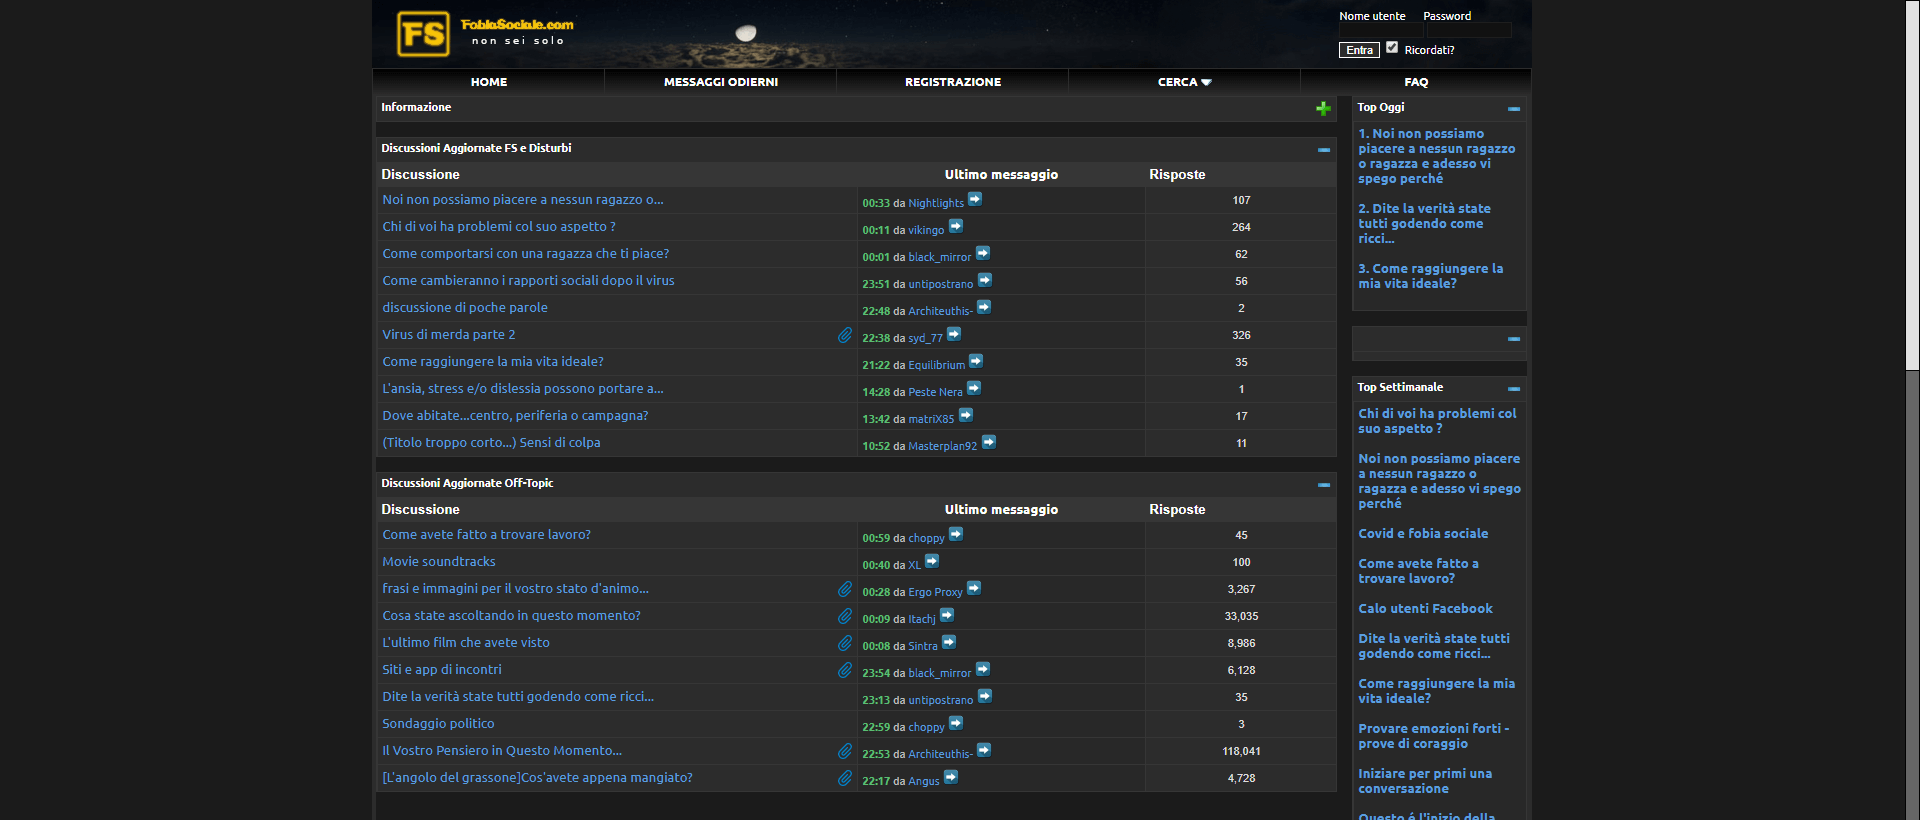 FS FobiaSociale.com
non sei solo
Nome utente Password
Entra Ricordati?
HOME MESSAGGI ODIERNI REGISTRAZIONE CERCA FAQ
Informazione
Discussioni Aggiornate FS e Disturbi
Discussione Ultimo messaggio Risposte
Noi non possiamo piacere a nessun ragazzo o... 00:33 da Nightlights 107
Chi di voi ha problemi col suo aspetto ? 00:11 da vikingo 264
Come comportarsi con una ragazza che ti piace? 00:01 da black_mirror 62
Come cambieranno i rapporti sociali dopo il virus 23:51 da untipostrano 56
discussione di poche parole 22:48 da Architeuthis- 2
Virus di merda parte 2 22:38 da syd_77 326
Come raggiungere la mia vita ideale? 21:22 da Equilibrium 35
L'ansia, stress e/o dislessia possono portare a... 14:28 da Peste Nera 1
Dove abitate...centro, periferia o campagna? 13:42 da matriX85 17
(Titolo troppo corto...) Sensi di colpa 10:52 da Masterplan92 11
Discussioni Aggiornate Off-Topic
Discussione Ultimo messaggio Risposte
Come avete fatto a trovare lavoro? 00:59 da choppy 45
Movie soundtracks 00:40 da XL 100
frasi e immagini per il vostro stato d'animo... 00:28 da Ergo Proxy 3,267
Cosa state ascoltando in questo momento? 00:09 da Itachj 33,035
L'ultimo film che avete visto 00:08 da Sintra 8,986
Siti e app di incontri 23:54 da black_mirror 6,128
Dite la verità state tutti godendo come ricci... 23:13 da untipostrano 35
Sondaggio politico 22:59 da choppy 3
Il Vostro Pensiero in Questo Momento... 22:53 da Architeuthis- 118,041
[L'angolo del grassone]Cos'avete appena mangiato? 22:17 da Angus 4,728
Top Oggi
1. Noi non possiamo
piacere a nessun ragazzo
o ragazza e adesso vi
spego perché
2. Dite la verità state
tutti godendo come
ricci...
3. Come raggiungere la
mia vita ideale?
Top Settimanale
Chi di voi ha problemi col
suo aspetto ?
Noi non possiamo piacere
a nessun ragazzo o
ragazza e adesso vi spego
perché
Covid e fobia sociale
Come avete fatto a
trovare lavoro?
Calo utenti Facebook
Dite la verità state tutti
godendo come ricci...
Come raggiungere la mia
vita ideale?
Provare emozioni forti -
prove di coraggio
Iniziare per primi una
conversazione
Questo é l'inizio della